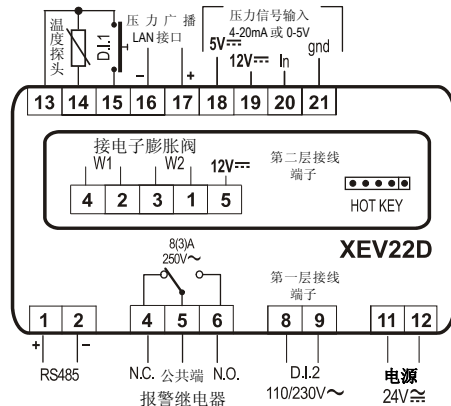 温度探头
D.I.1
压力广播
LAN 接口
− +
压力信号输入
4-20mA 或 0-5V
5V⎓ 12V⎓ In gnd
13 14 15 16 17 18 19 20 21
接电子膨胀阀
W1 W2 12V⎓
4 2 3 1 5
第二层接线
端子
HOT KEY
XEV22D
8(3)A
250V～
第一层接线
端子
1 2 4 5 6 8 9 11 12
+ −
RS485
N.C. 公共端 N.O.
报警继电器
D.I.2
110/230V～
电源
24V≂